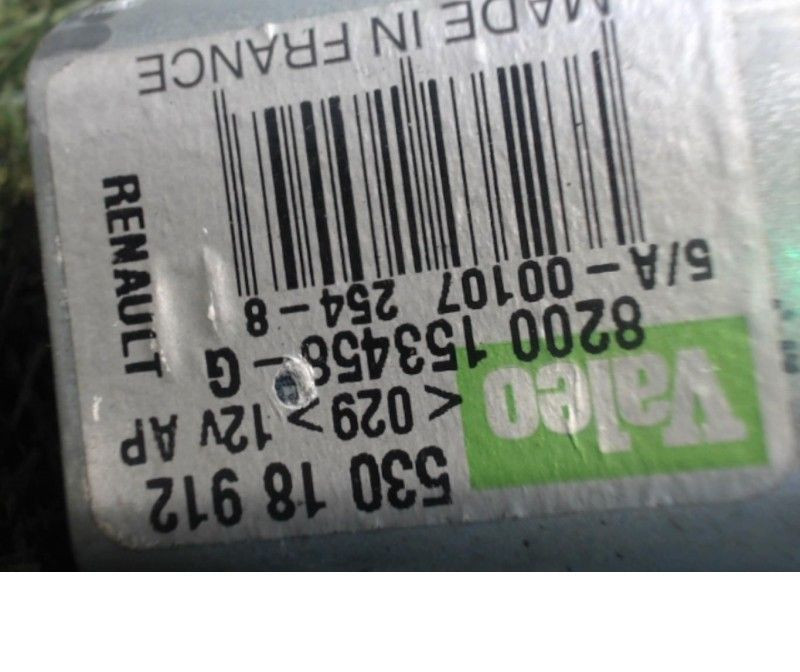 Valeo
530 18 912
<029> 12v AP
8200 153458-G
5/A-00107 254-8
RENAULT
MADE IN FRANCE